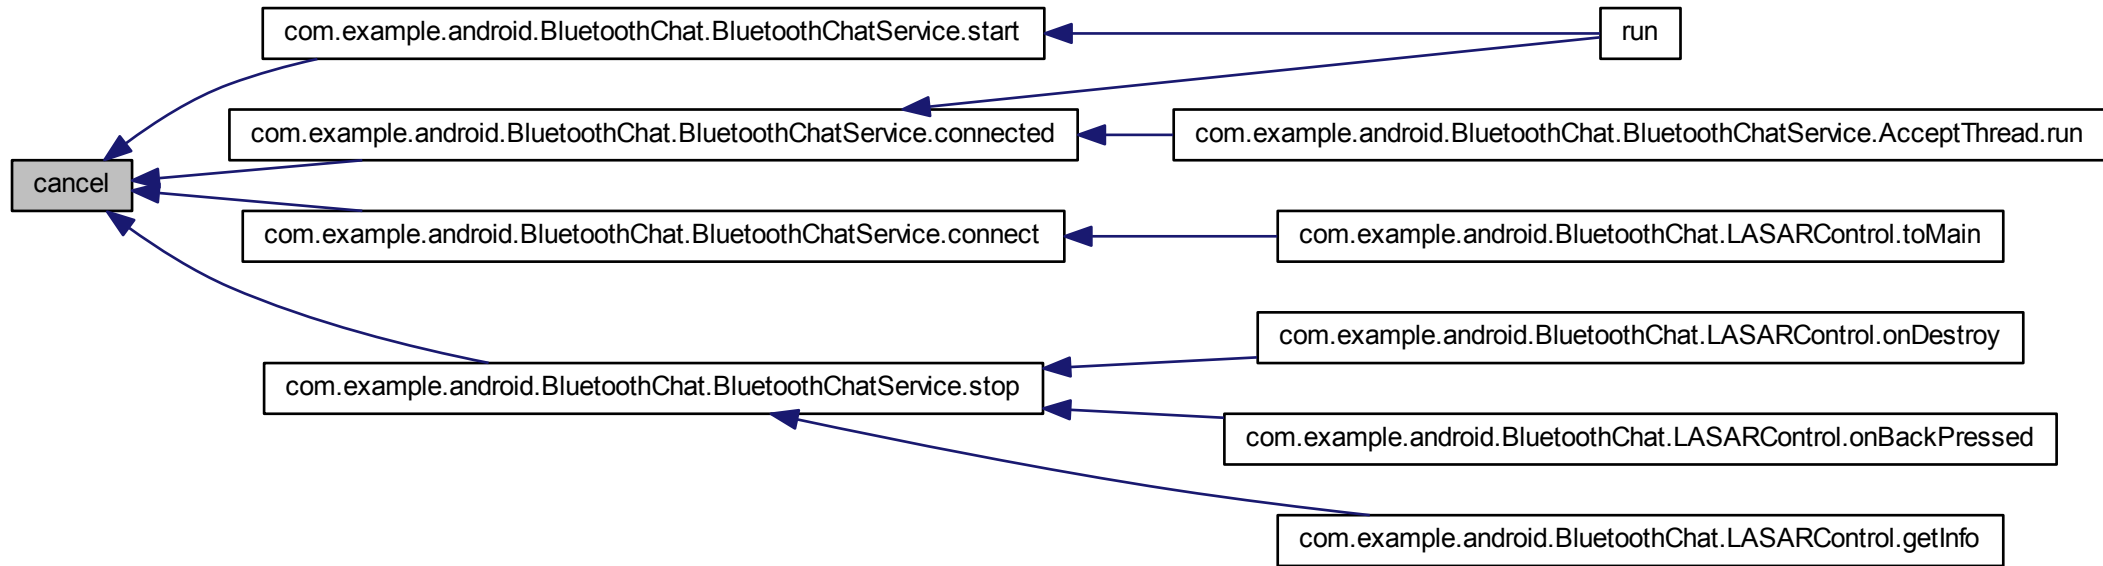 com.example.android.BluetoothChat.BluetoothChatService.start
run
com.example.android.BluetoothChat.BluetoothChatService.connected
com.example.android.BluetoothChat.BluetoothChatService.AcceptThread.run
cancel
com.example.android.BluetoothChat.BluetoothChatService.connect
com.example.android.BluetoothChat.LASARControl.toMain
com.example.android.BluetoothChat.LASARControl.onDestroy
com.example.android.BluetoothChat.BluetoothChatService.stop
com.example.android.BluetoothChat.LASARControl.onBackPressed
com.example.android.BluetoothChat.LASARControl.getInfo